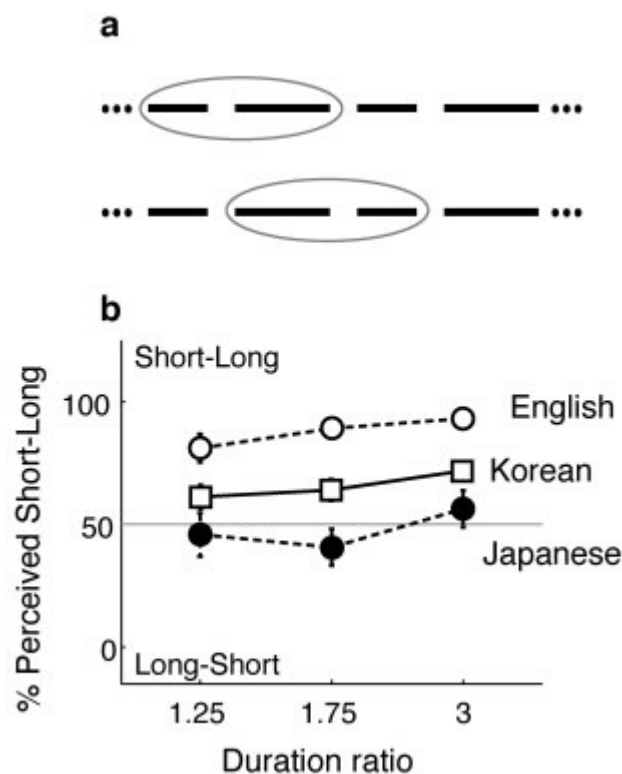 a
... ...
... ...
b
Short-Long
100
English
Korean
50
Japanese
0
Long-Short
% Perceived Short-Long
1.25 1.75 3
Duration ratio